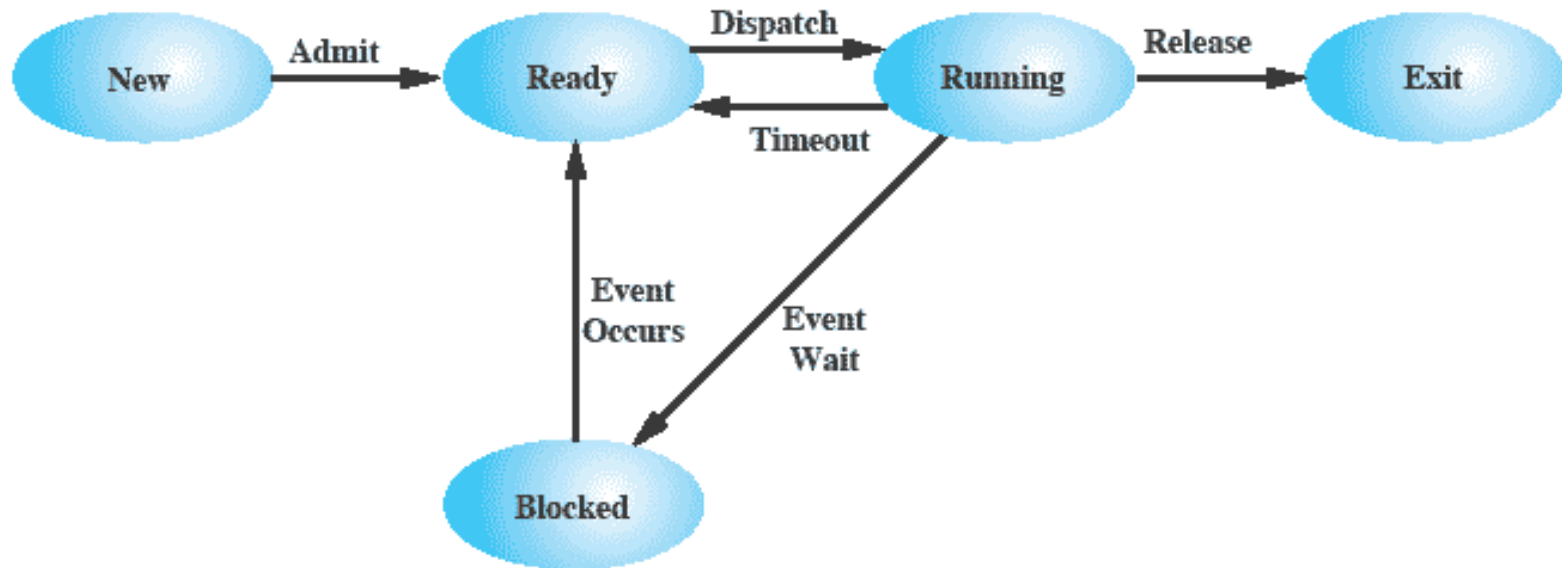 Dispatch
Admit
Release
New
Ready
Running
Exit
Timeout
Event
Occurs
Event
Wait
Blocked